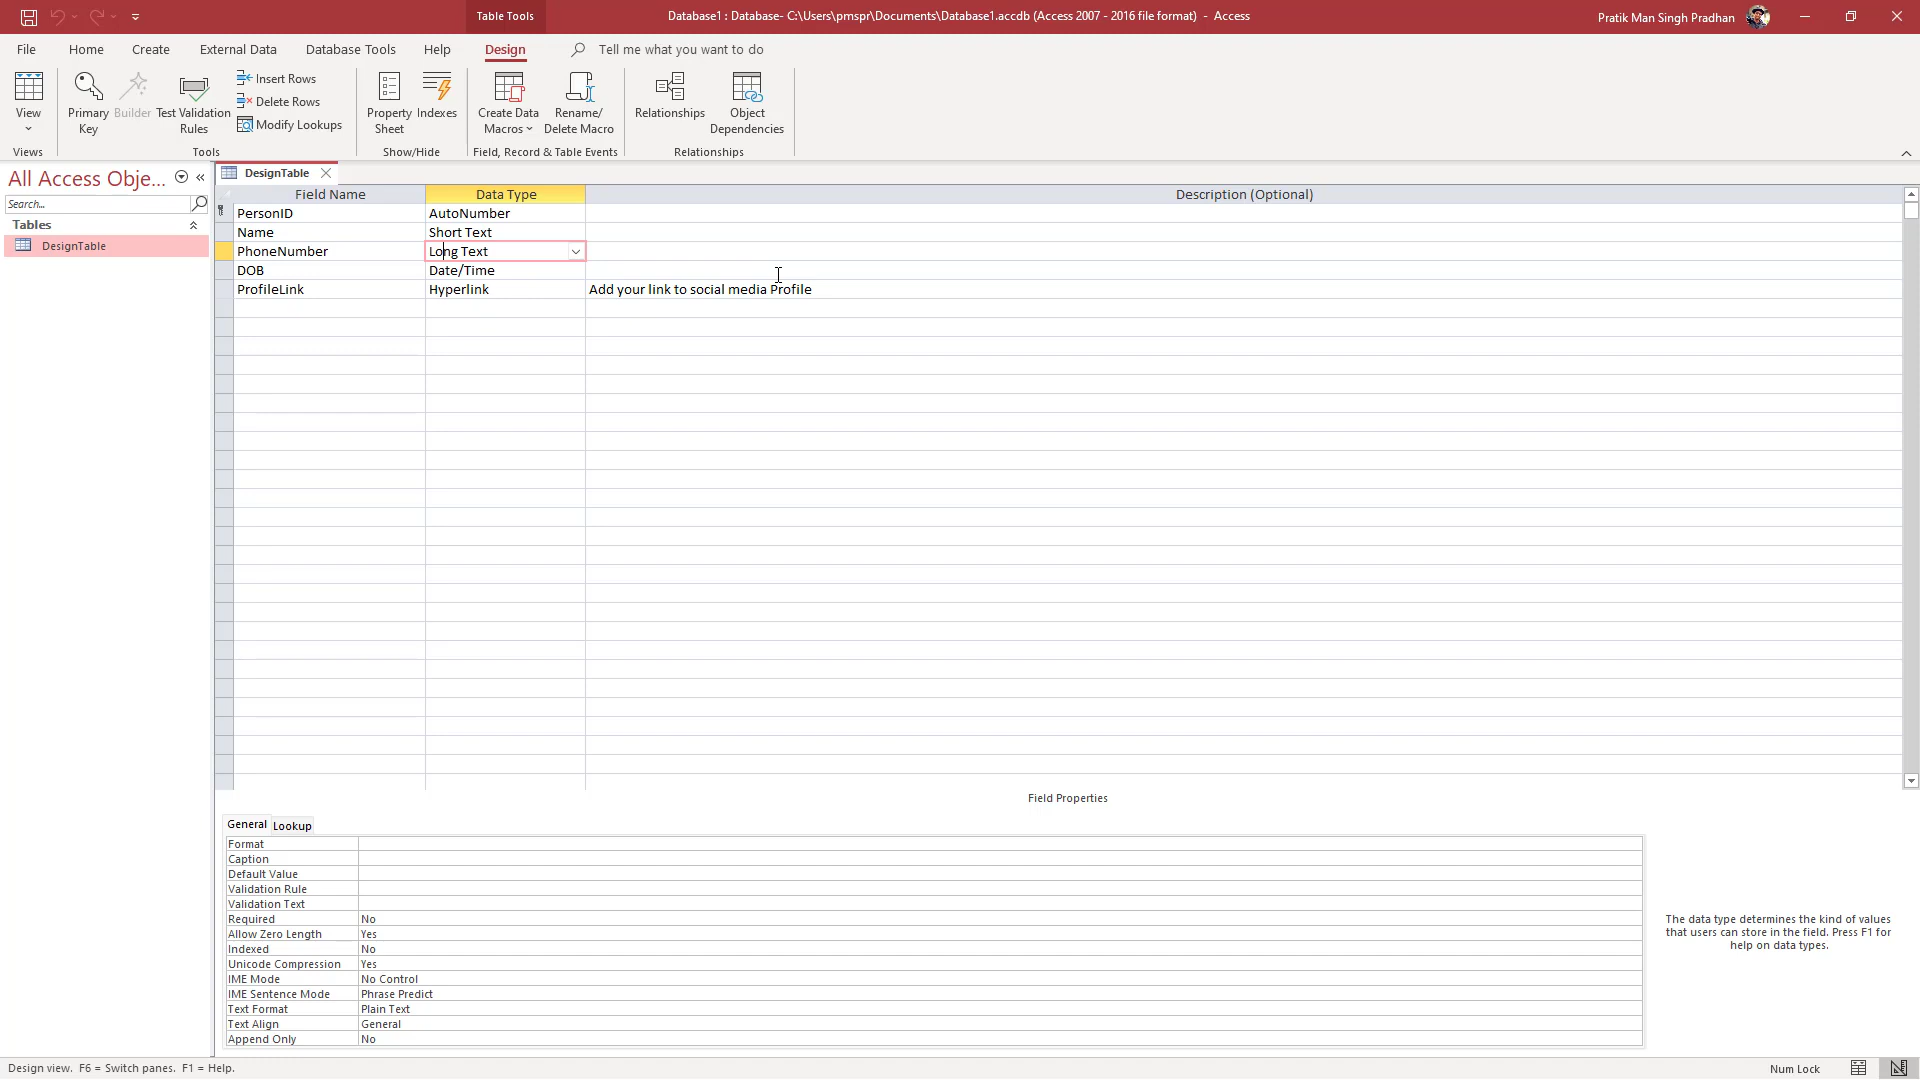 Table Tools
Database1 : Database- C:\Users\pmspr\Documents\Database1.accdb (Access 2007 - 2016 file format) - Access
Pratik Man Singh Pradhan
File
Home
Create
External Data
Database Tools
Help
Design
Tell me what you want to do
View
Primary
Key
Builder
Test Validation
Rules
Insert Rows
Delete Rows
Modify Lookups
Property
Sheet
Indexes
Create Data
Macros
Rename/
Delete Macro
Relationships
Object
Dependencies
Views
Tools
Show/Hide
Field, Record & Table Events
Relationships
All Access Obje...
Search...
Tables
DesignTable
DesignTable
Field Name Data Type Description (Optional)
PersonID AutoNumber
Name Short Text
PhoneNumber Long Text
DOB Date/Time
ProfileLink Hyperlink Add your link to social media Profile
Field Properties
General Lookup
Format
Caption
Default Value
Validation Rule
Validation Text
Required No
Allow Zero Length Yes
Indexed No
Unicode Compression Yes
IME Mode No Control
IME Sentence Mode Phrase Predict
Text Format Plain Text
Text Align General
Append Only No
The data type determines the kind of values
that users can store in the field. Press F1 for
help on data types.
Design view. F6 = Switch panes. F1 = Help.
Num Lock